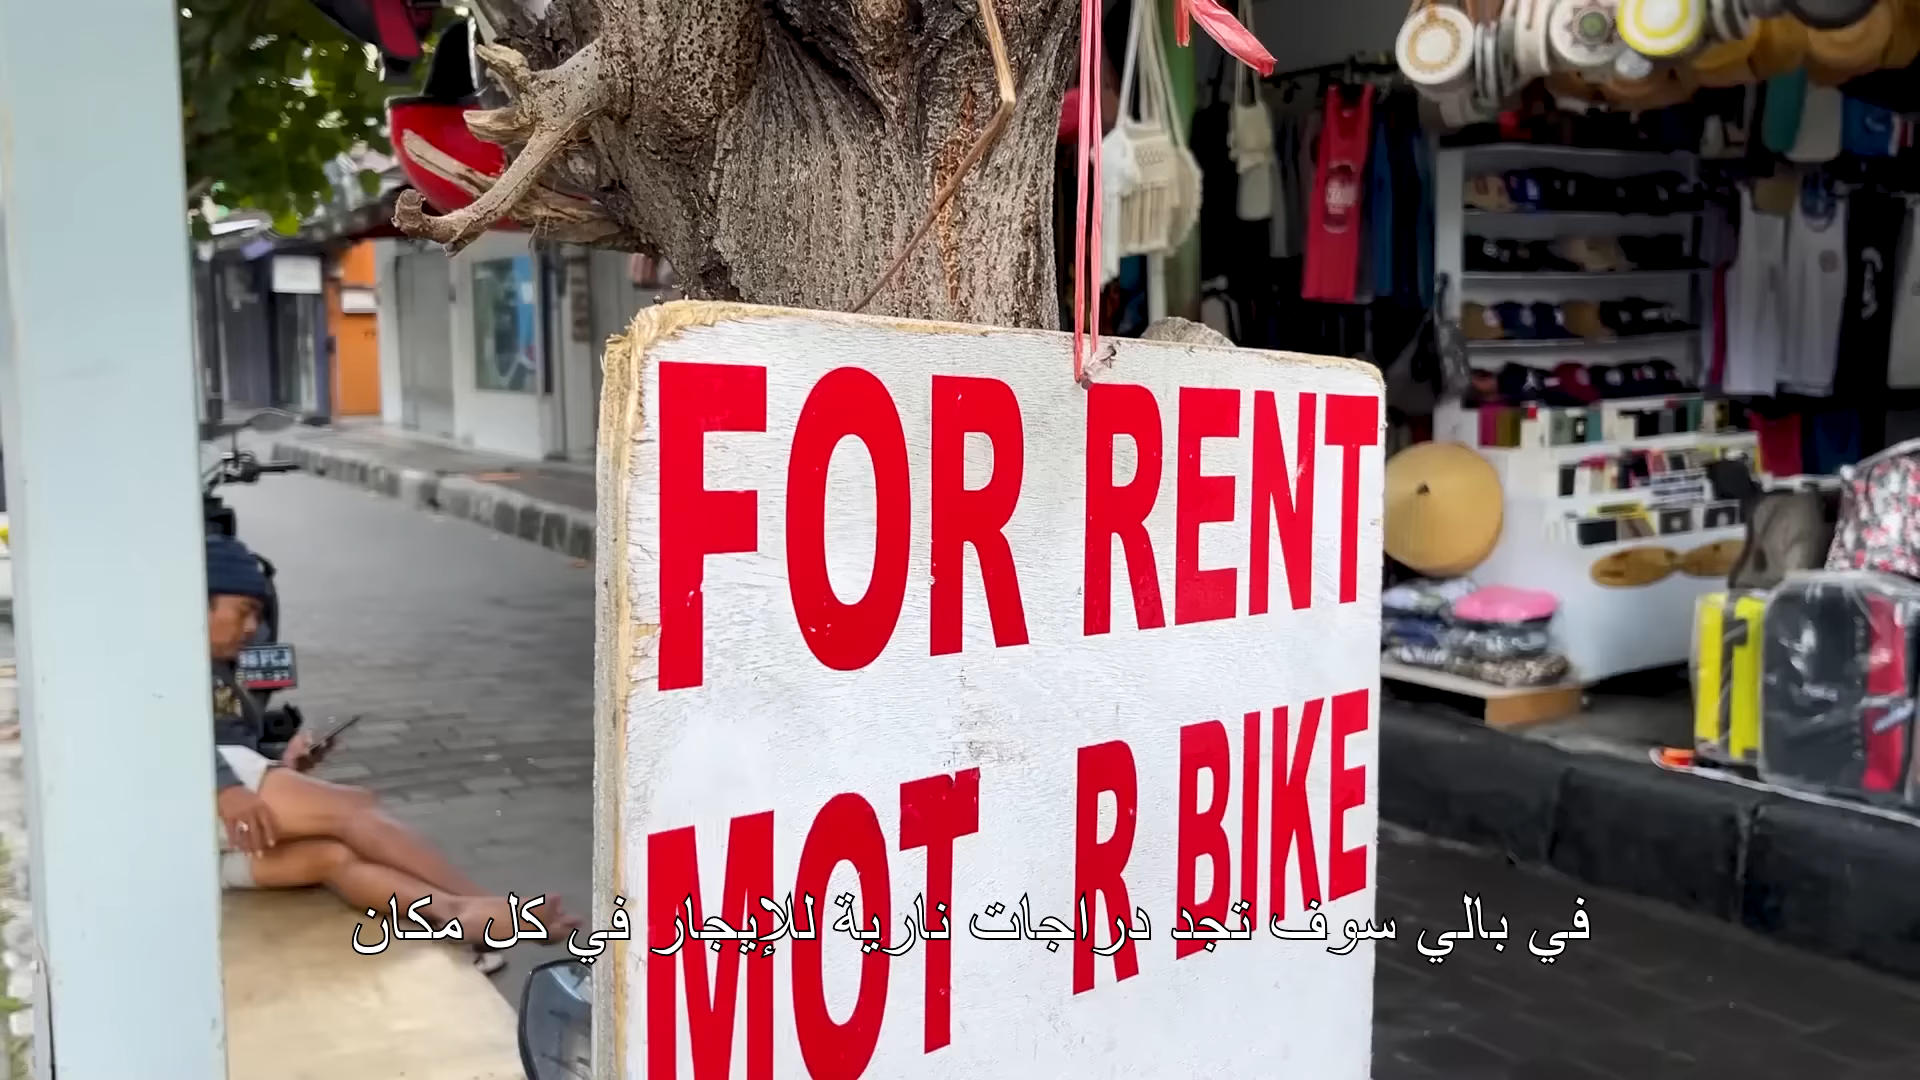 FOR RENT
MOT R BIKE
في بالي سوف تجد دراجات نارية للإيجار في كل مكان